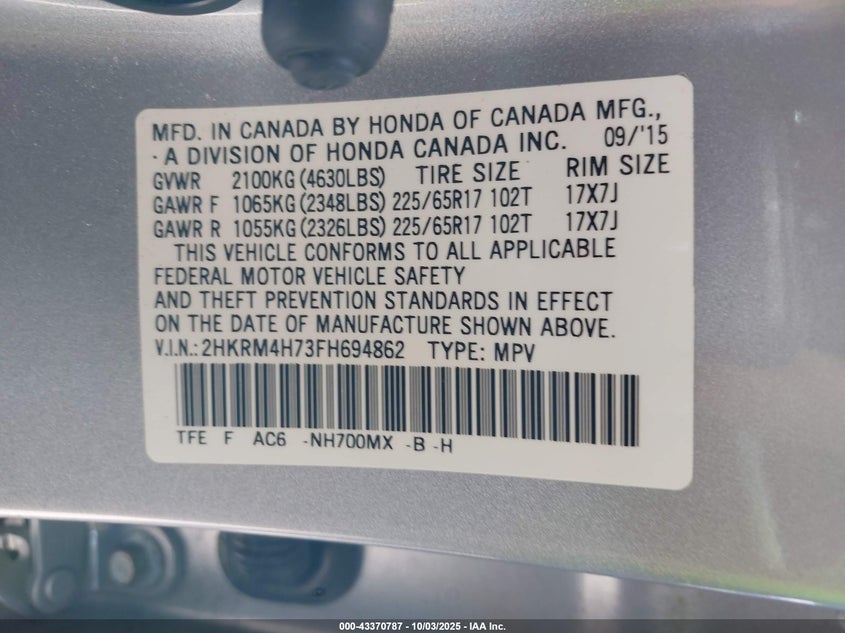 MFD. IN CANADA BY HONDA OF CANADA MFG.,
- A DIVISION OF HONDA CANADA INC. 09/'15
GVWR 2100KG (4630LBS) TIRE SIZE RIM SIZE
GAWR F 1065KG (2348LBS) 225/65R17 102T 17X7J
GAWR R 1055KG (2326LBS) 225/65R17 102T 17X7J
THIS VEHICLE CONFORMS TO ALL APPLICABLE
FEDERAL MOTOR VEHICLE SAFETY
AND THEFT PREVENTION STANDARDS IN EFFECT
ON THE DATE OF MANUFACTURE SHOWN ABOVE.
V.I.N.: 2HKRM4H73FH694862 TYPE: MPV
TFE F AC6 -NH700MX -B -H
000-43370787 - 10/03/2025 - IAA Inc.